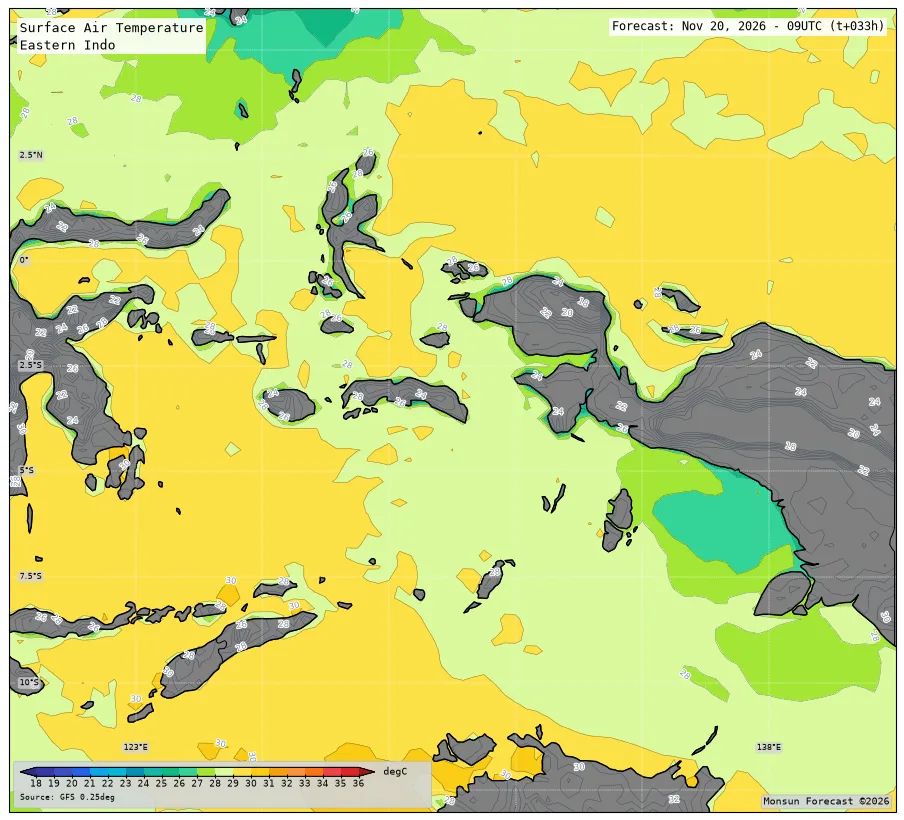 Surface Air Temperature
Eastern Indo
Forecast: Nov 20, 2026 - 09UTC (t+033h)
2.5°N
0°
2.5°S
5°S
7.5°S
10°S
123°E
138°E
18 19 20 21 22 23 24 25 26 27 28 29 30 31 32 33 34 35 36
degC
Source: GFS 0.25deg
Monsun Forecast ©2026